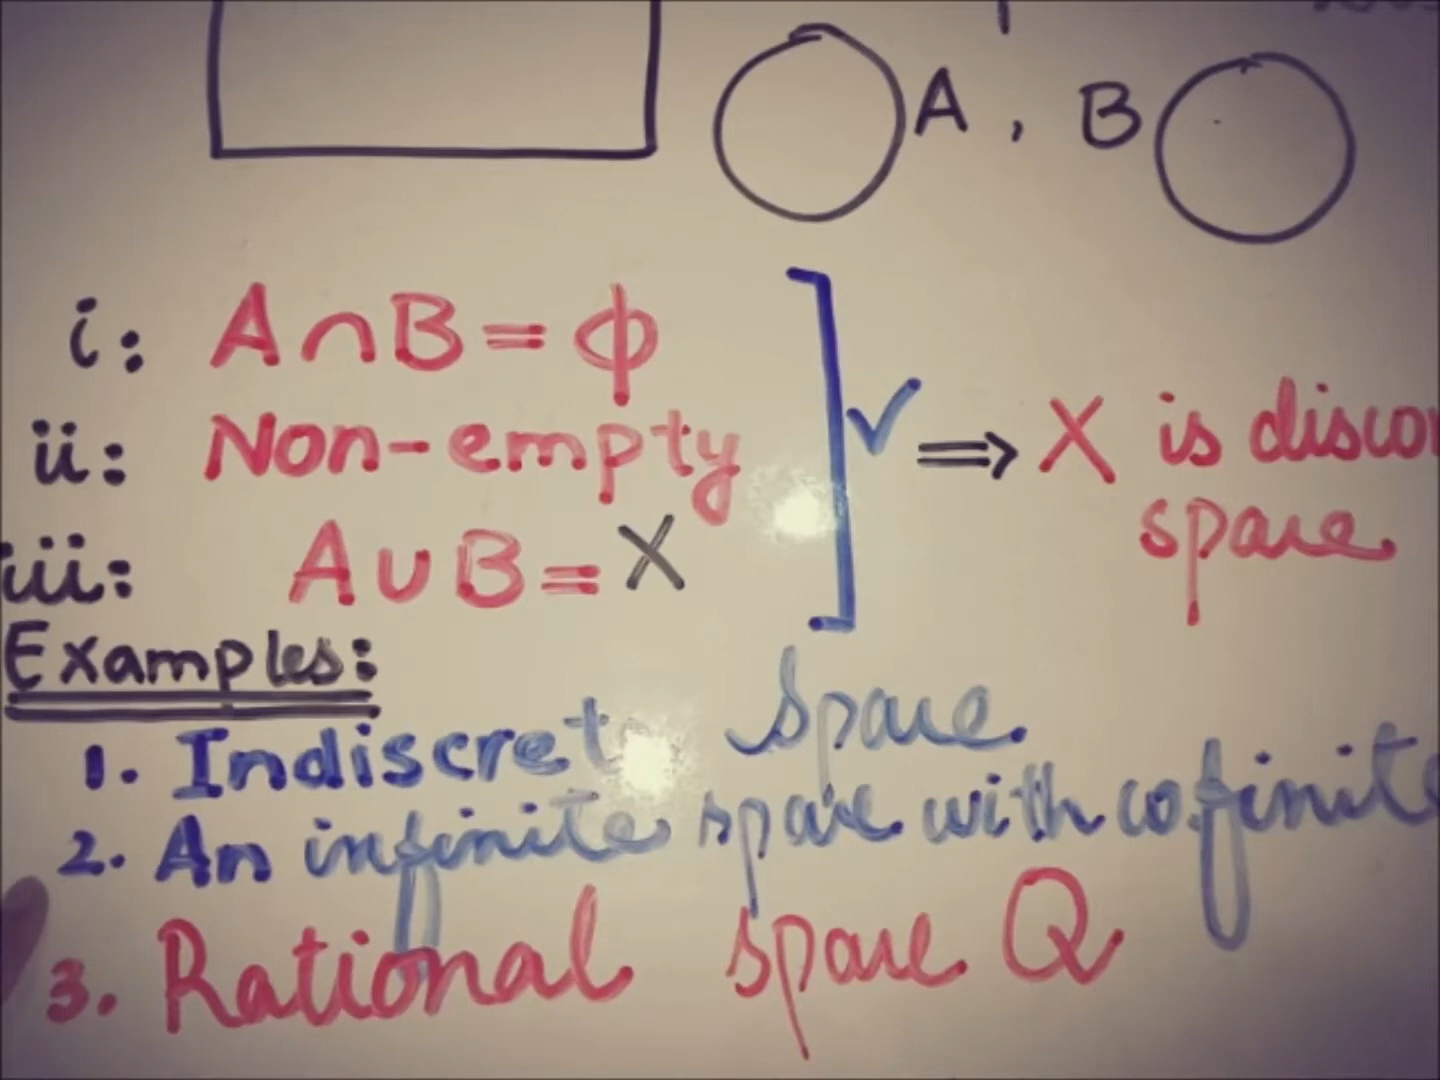 A , B
i: A∩B=ϕ
ii: Non-empty
iii: A∪B=X
✓ ⇒ X is discon
space
Examples:
1. Indiscret space
2. An infinite space with cofinite
3. Rational space Q